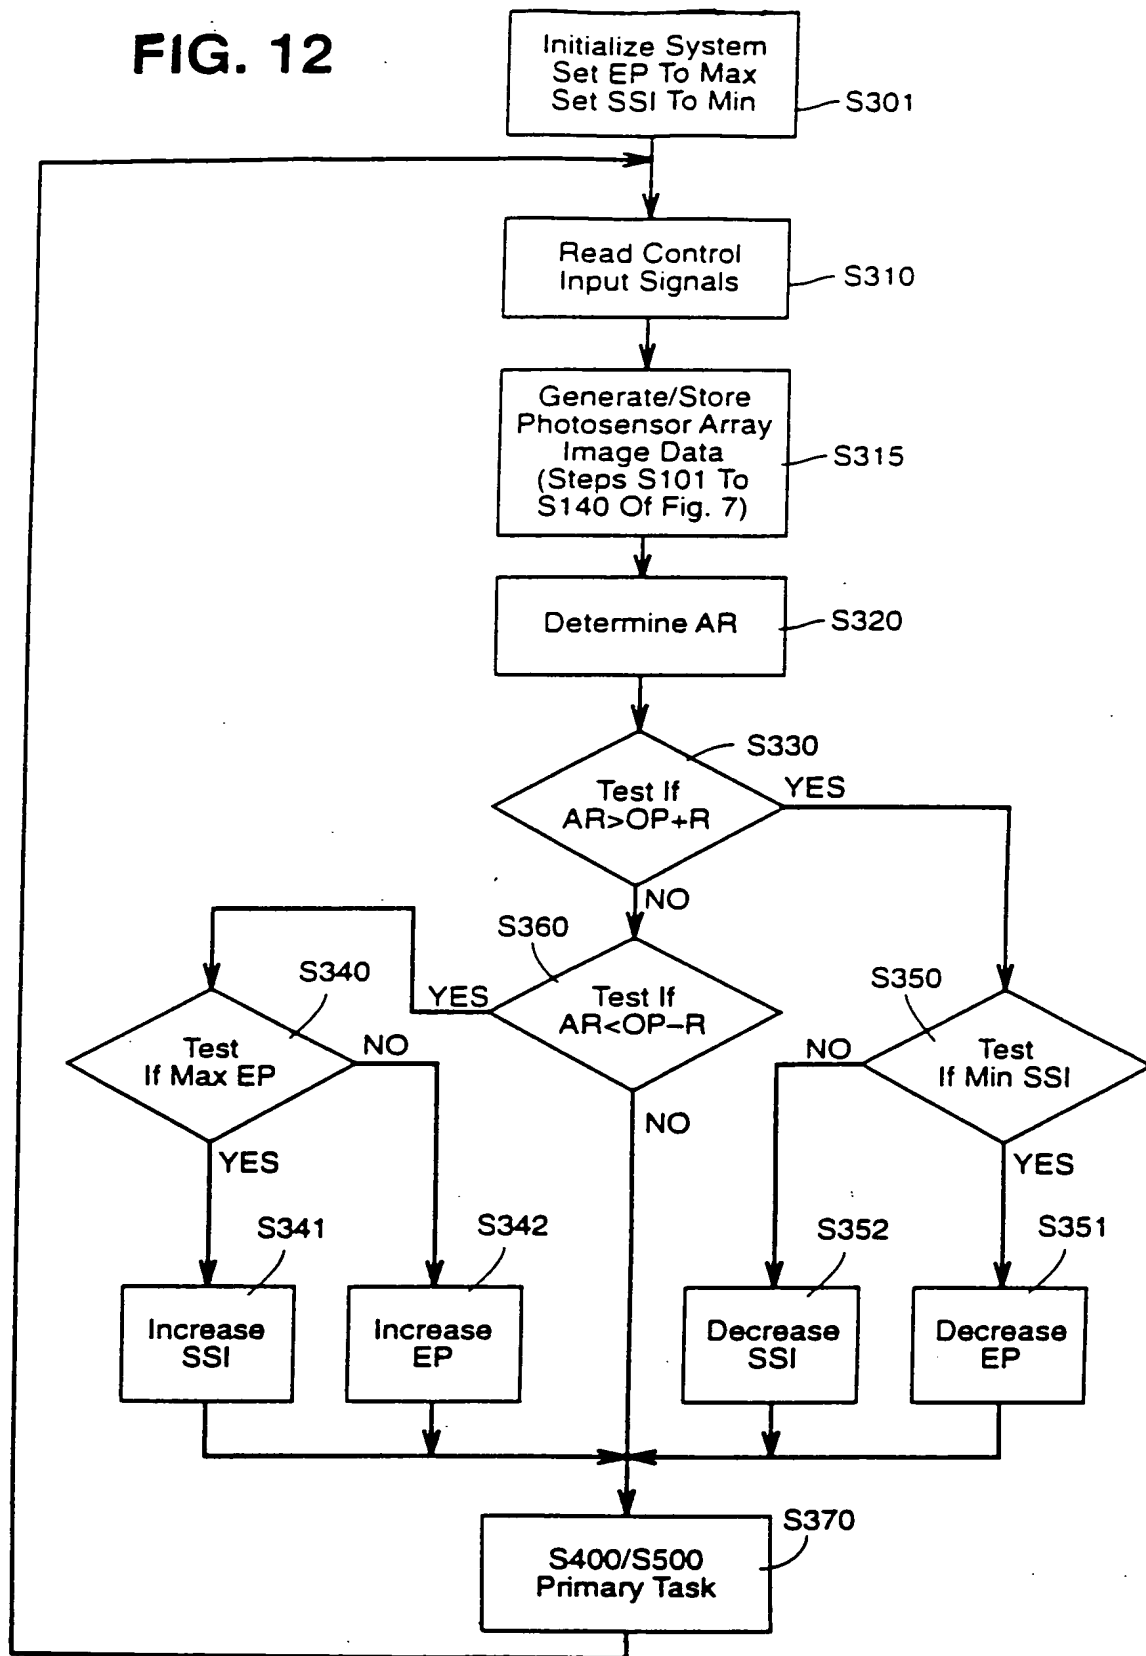 FIG. 12
Initialize System
Set EP To Max
Set SSI To Min
S301
Read Control
Input Signals
S310
Generate/Store
Photosensor Array
Image Data
(Steps S101 To
S140 Of Fig. 7)
S315
Determine AR
S320
S330
Test If
AR>OP+R
YES
NO
S360
Test If
AR<OP–R
YES
NO
S340
Test
If Max EP
NO
YES
S350
Test
If Min SSI
NO
YES
S341
Increase
SSI
S342
Increase
EP
S352
Decrease
SSI
S351
Decrease
EP
S370
S400/S500
Primary Task